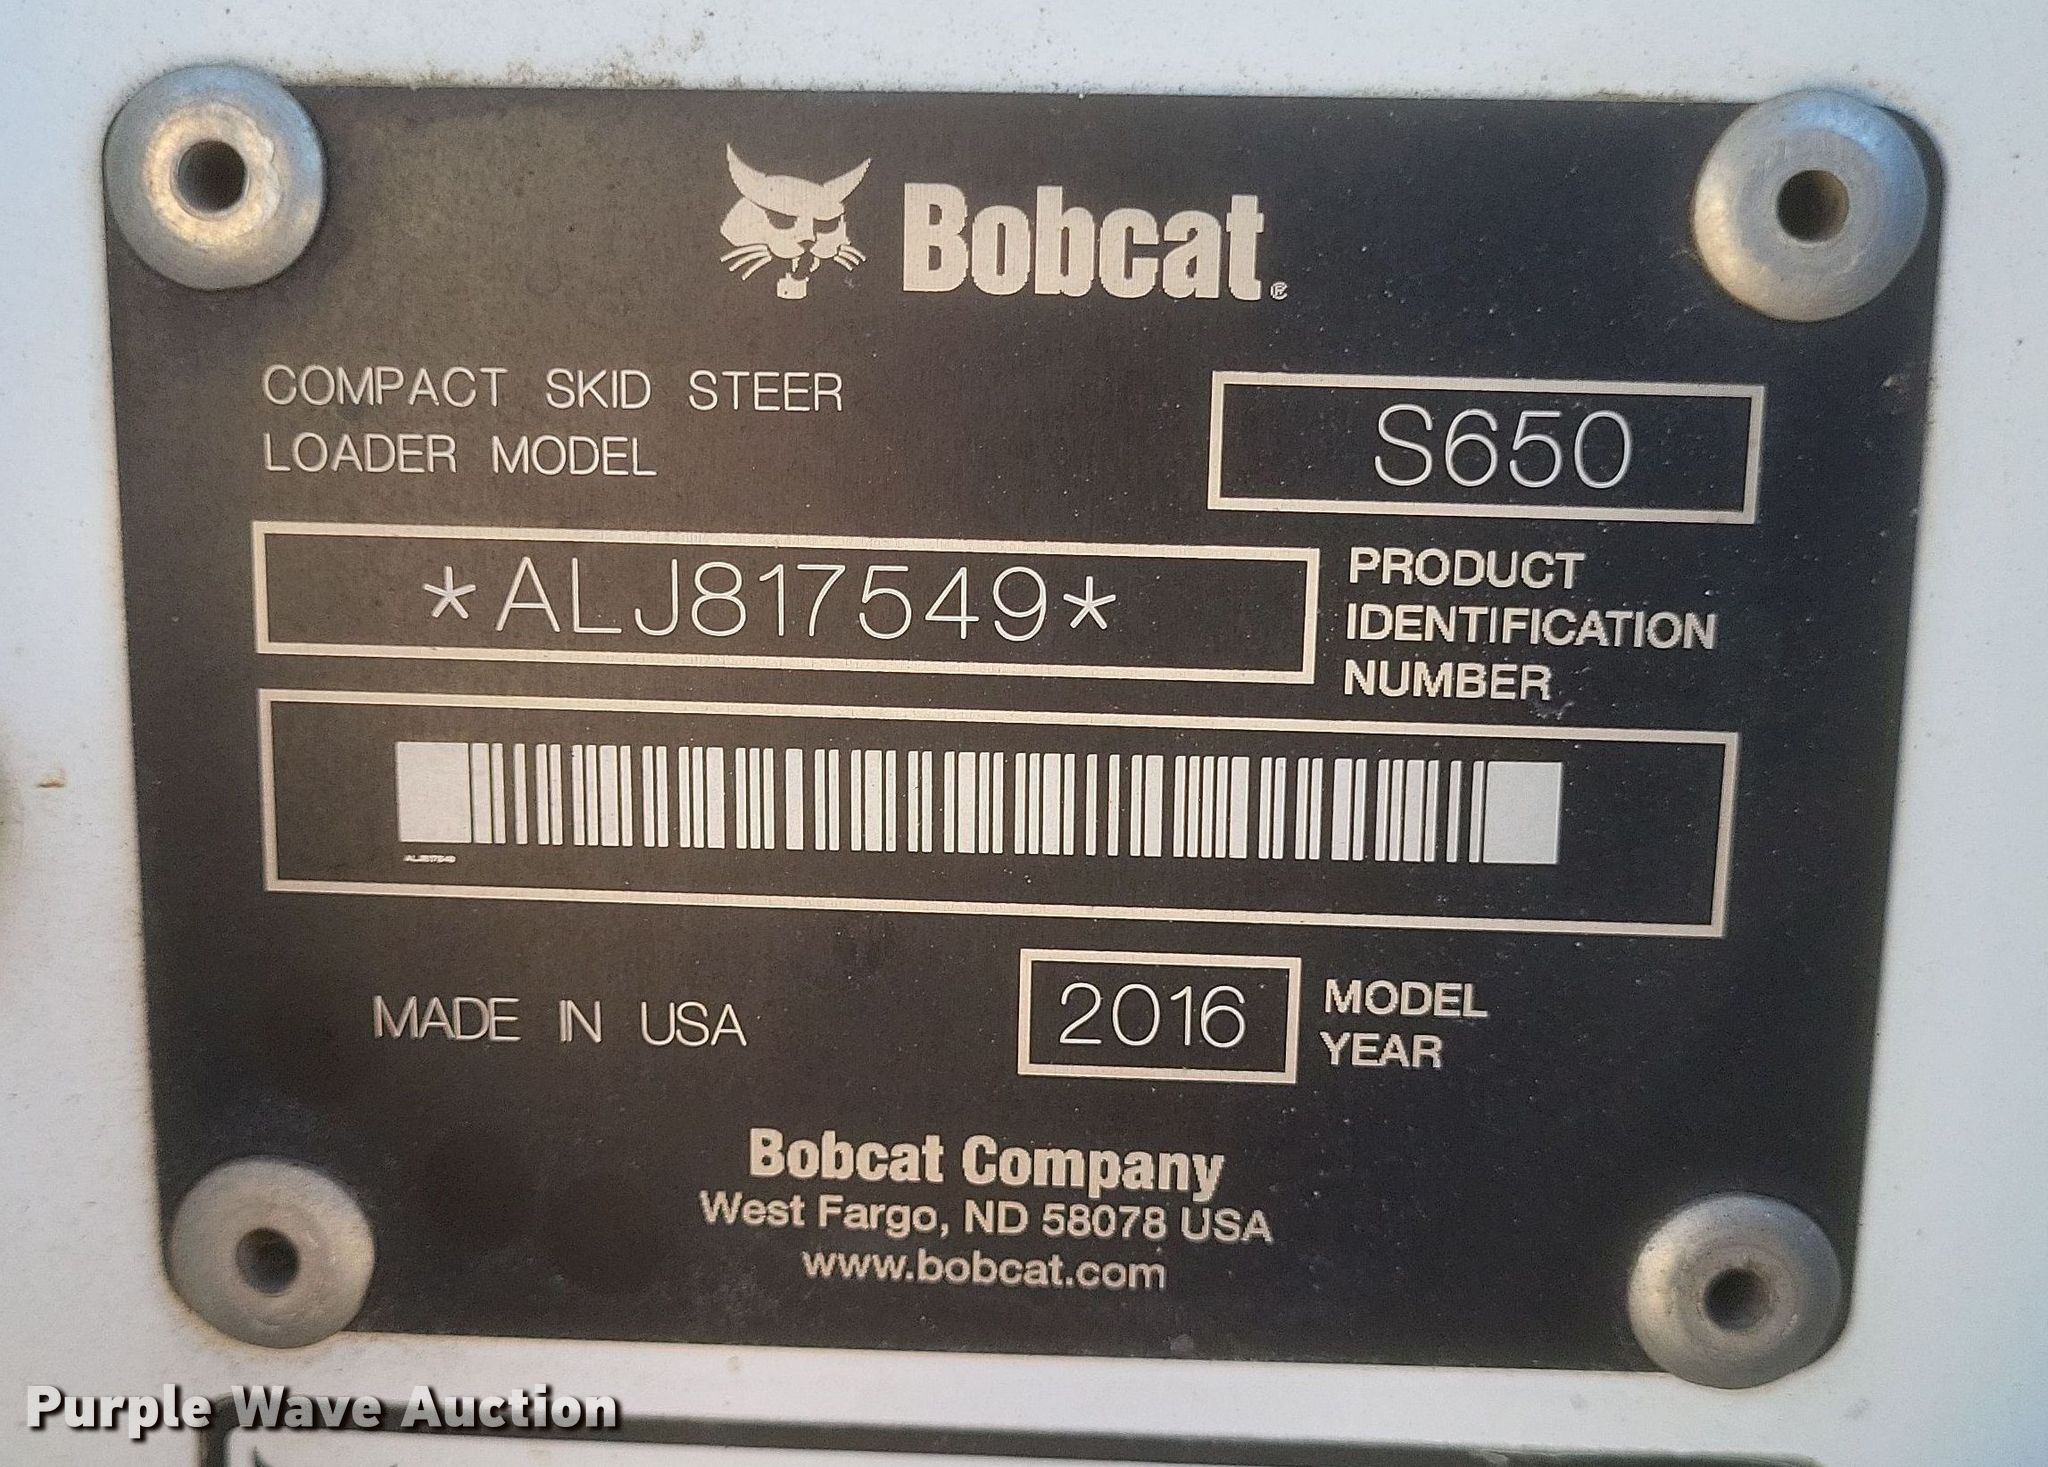 Bobcat®
COMPACT SKID STEER
LOADER MODEL
S650
*ALJ817549*
PRODUCT
IDENTIFICATION
NUMBER
ALJ817549
MADE IN USA
2016
MODEL
YEAR
Bobcat Company
West Fargo, ND 58078 USA
www.bobcat.com
Purple Wave Auction